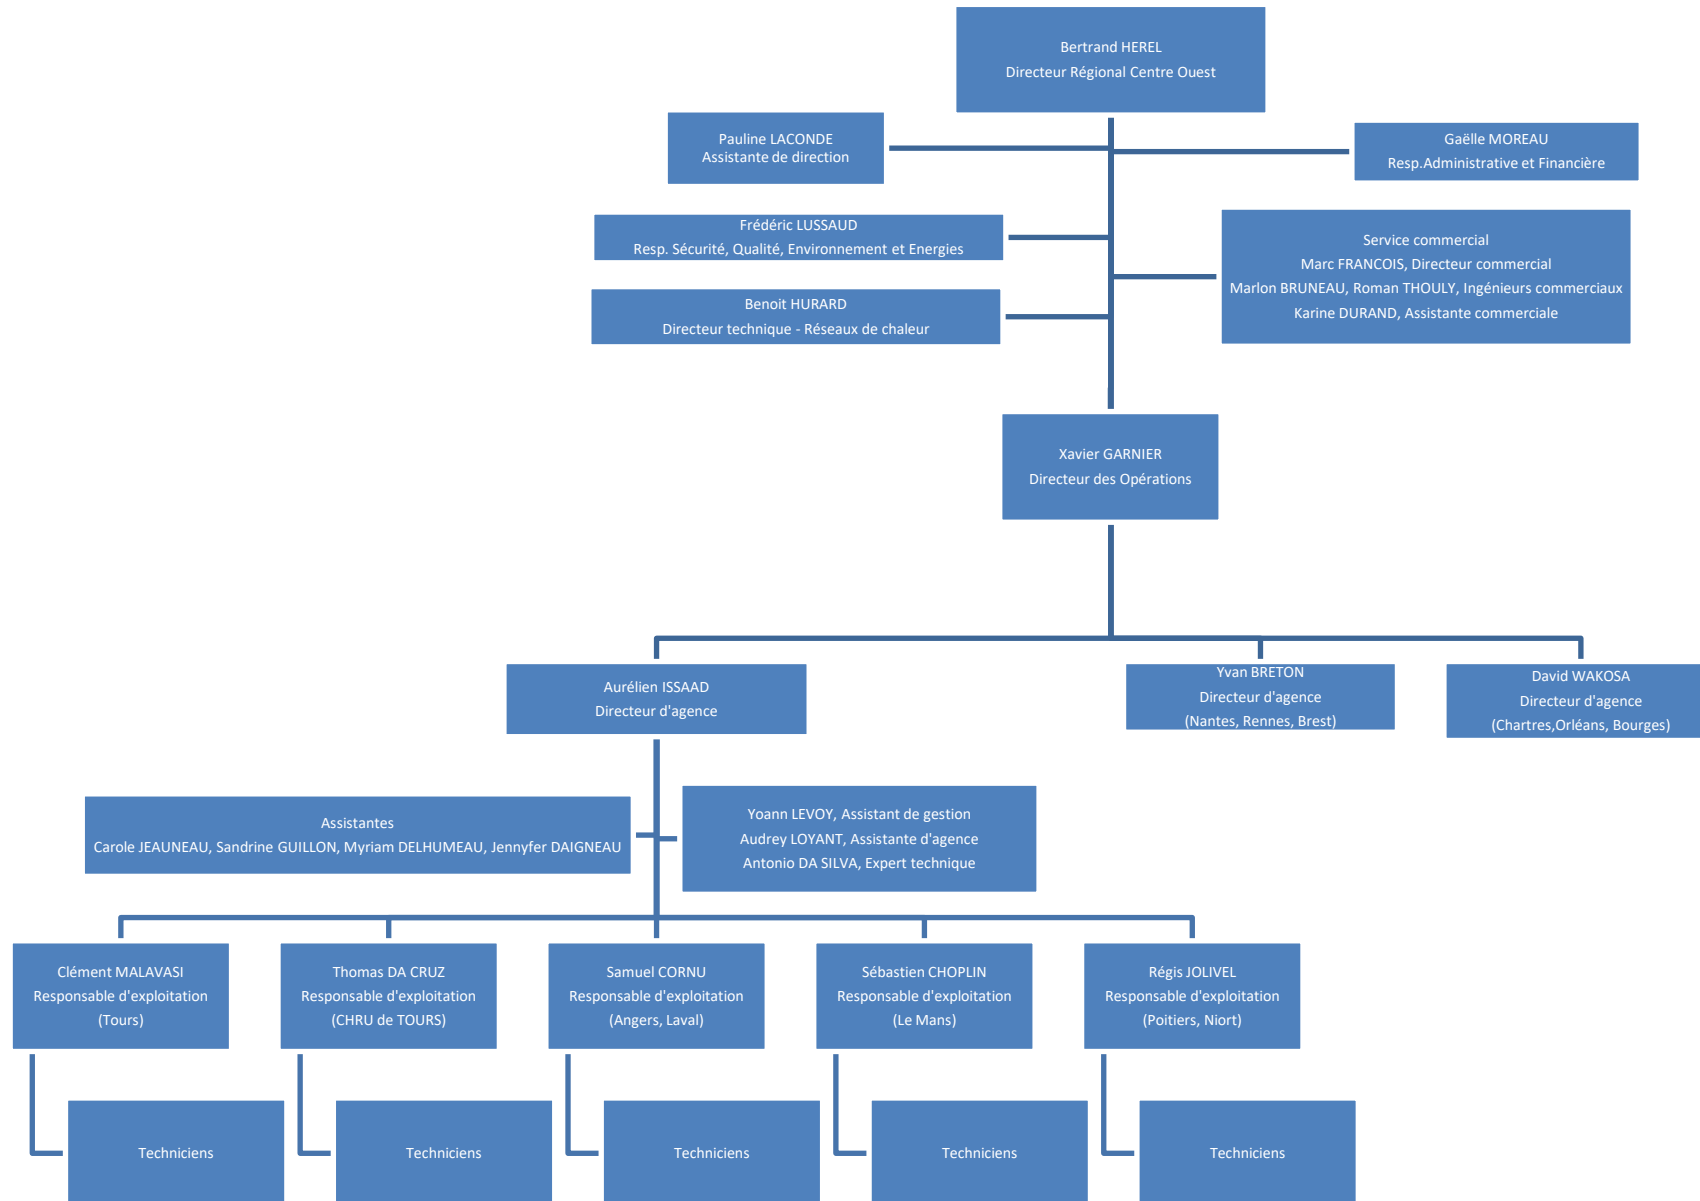 Bertrand HEREL
Directeur Régional Centre Ouest
Pauline LACONDE
Assistante de direction
Gaëlle MOREAU
Resp.Administrative et Financière
Frédéric LUSSAUD
Resp. Sécurité, Qualité, Environnement et Energies
Service commercial
Marc FRANCOIS, Directeur commercial
Marlon BRUNEAU, Roman THOULY, Ingénieurs commerciaux
Karine DURAND, Assistante commerciale
Benoit HURARD
Directeur technique - Réseaux de chaleur
Xavier GARNIER
Directeur des Opérations
Aurélien ISSAAD
Directeur d'agence
Yvan BRETON
Directeur d'agence
(Nantes, Rennes, Brest)
David WAKOSA
Directeur d'agence
(Chartres,Orléans, Bourges)
Assistantes
Carole JEAUNEAU, Sandrine GUILLON, Myriam DELHUMEAU, Jennyfer DAIGNEAU
Yoann LEVOY, Assistant de gestion
Audrey LOYANT, Assistante d'agence
Antonio DA SILVA, Expert technique
Clément MALAVASI
Responsable d'exploitation
(Tours)
Thomas DA CRUZ
Responsable d'exploitation
(CHRU de TOURS)
Samuel CORNU
Responsable d'exploitation
(Angers, Laval)
Sébastien CHOPLIN
Responsable d'exploitation
(Le Mans)
Régis JOLIVEL
Responsable d'exploitation
(Poitiers, Niort)
Techniciens
Techniciens
Techniciens
Techniciens
Techniciens